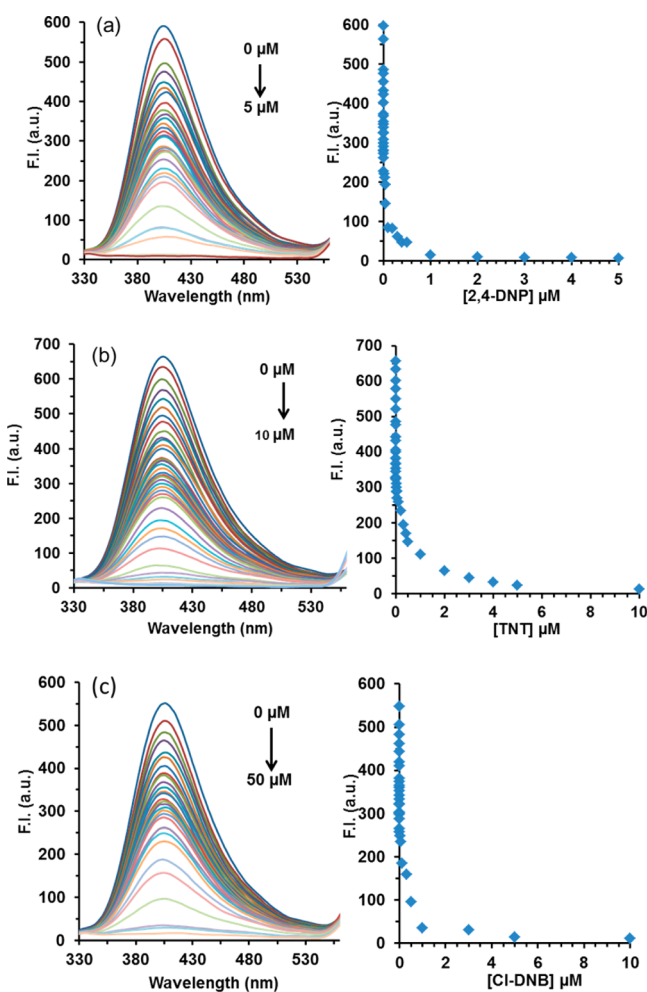 (a)
600
500
400
300
200
100
0
F.I. (a.u.)
0 µM
5 µM
330 380 430 480 530
Wavelength (nm)
600
500
400
300
200
100
0
F.I. (a.u.)
0 1 2 3 4 5
[2,4-DNP] µM
(b)
700
600
500
400
300
200
100
0
F.I. (a.u.)
0 µM
10 µM
330 380 430 480 530
Wavelength (nm)
700
600
500
400
300
200
100
0
F.I. (a.u.)
0 2 4 6 8 10
[TNT] µM
(c)
600
500
400
300
200
100
0
F.I. (a.u.)
0 µM
50 µM
330 380 430 480 530
Wavelength (nm)
600
500
400
300
200
100
0
F.I. (a.u.)
0 2 4 6 8 10
[Cl-DNB] µM